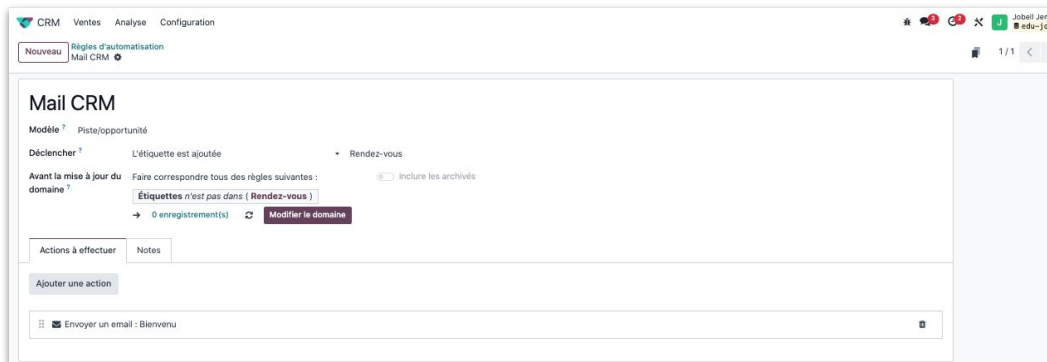 CRM Ventes Analyse Configuration
3 2 J Jobell Jer
edu-jo
Nouveau Règles d'automatisation
Mail CRM
1/1
Mail CRM
Modèle ? Piste/opportunité
Déclencher ? L'étiquette est ajoutée Rendez-vous
Avant la mise à jour du domaine ? Faire correspondre tous des règles suivantes : Inclure les archivés
Étiquettes n'est pas dans ( Rendez-vous )
0 enregistrement(s) Modifier le domaine
Actions à effectuer Notes
Ajouter une action
Envoyer un email : Bienvenu